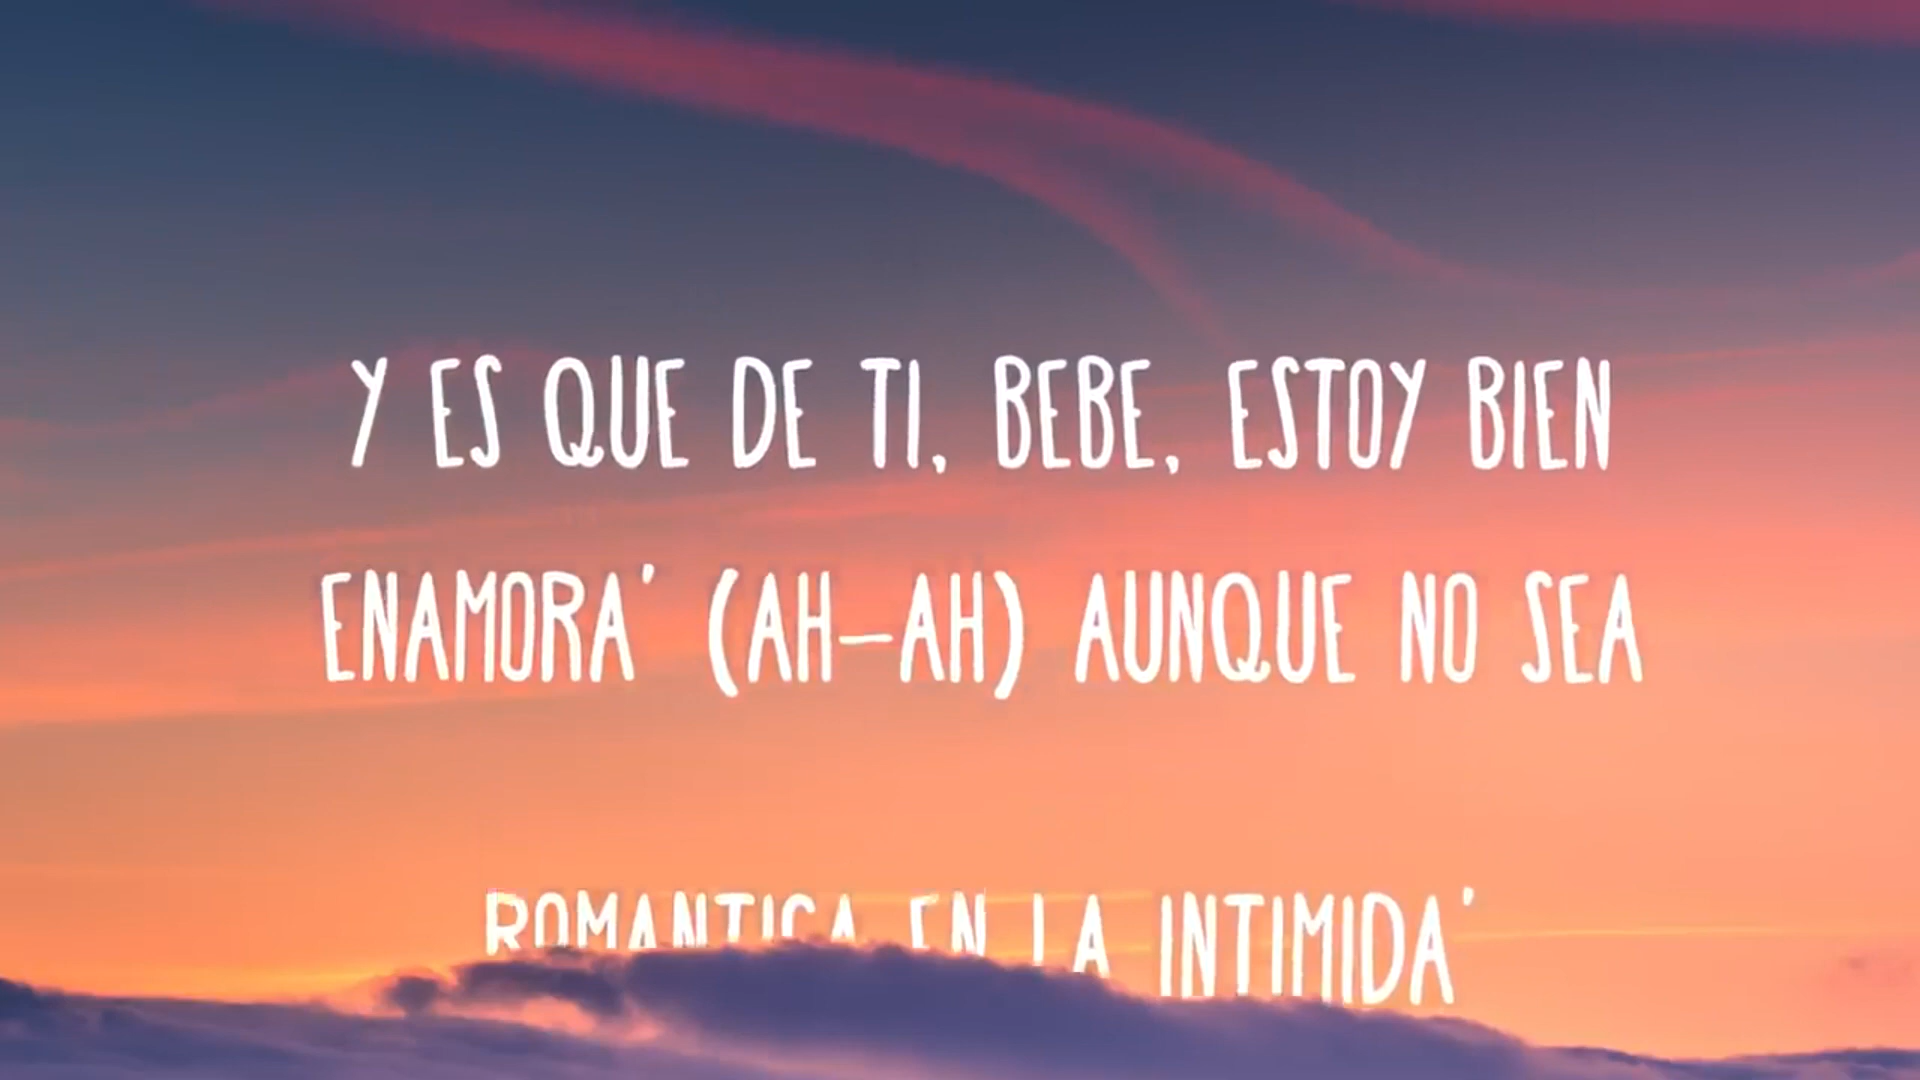 Y ES QUE DE TI, BEBE, ESTOY BIEN
ENAMORA' (AH-AH) AUNQUE NO SEA
ROMANTICA EN LA INTIMIDA'